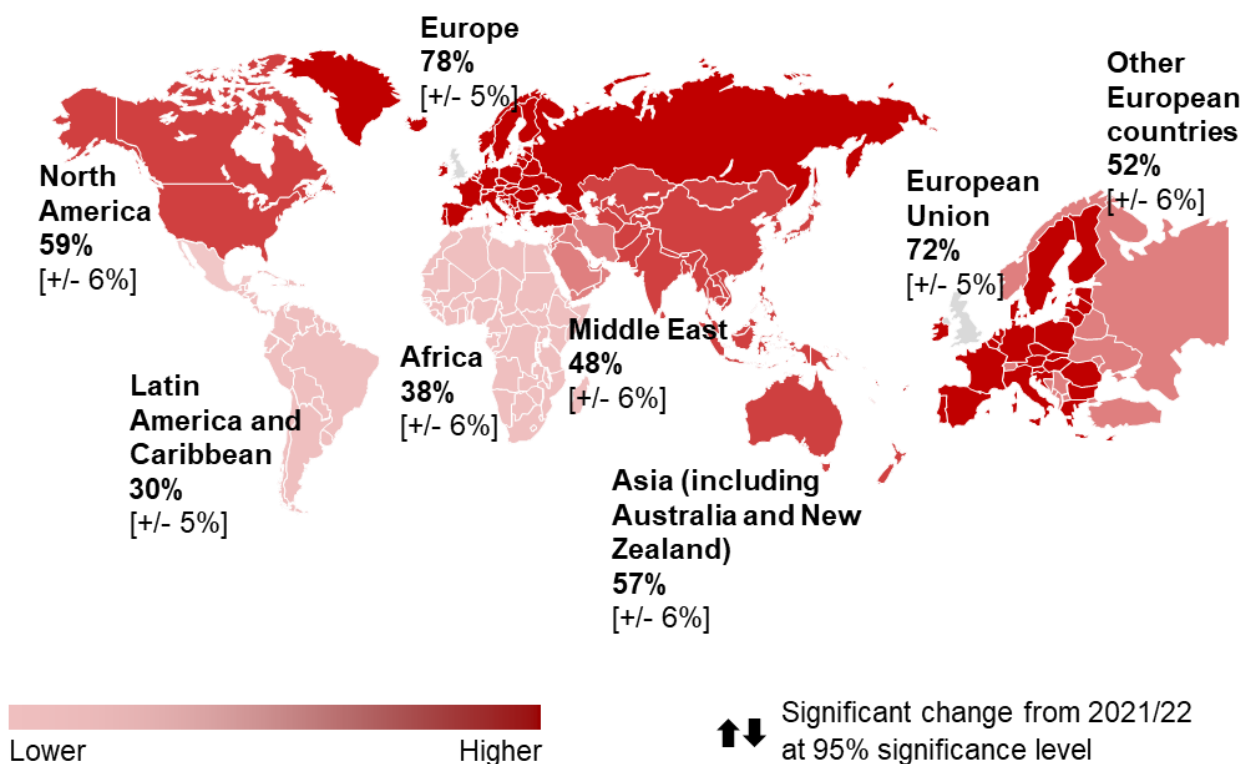 Europe
78%
[+/- 5%]
Other
European
countries
52%
[+/- 6%]
North
America
59%
[+/- 6%]
European
Union
72%
[+/- 5%]
Middle East
48%
[+/- 6%]
Africa
38%
[+/- 6%]
Latin
America and
Caribbean
30%
[+/- 5%]
Asia (including
Australia and New
Zealand)
57%
[+/- 6%]
Lower
Higher
Significant change from 2021/22
at 95% significance level